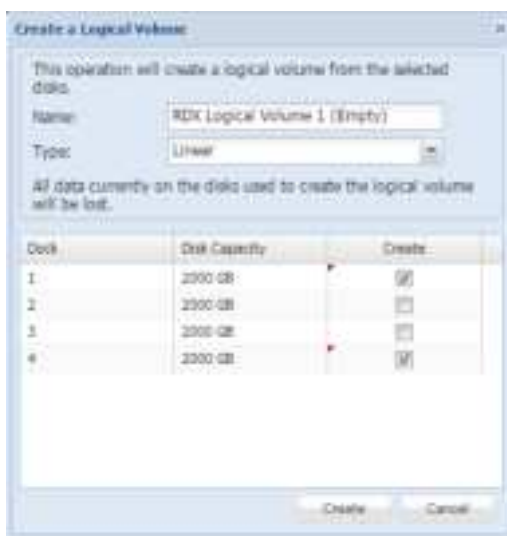 Create a Logical Volume
This operation will create a logical volume from the selected
disks.
Name: RDX Logical Volume 1 (Empty)
Type: Linear
All data currently on the disks used to create the logical volume
will be lost.
Dock Disk Capacity Create
1 2000 GB
2 2000 GB
3 2000 GB
4 2000 GB
Create Cancel